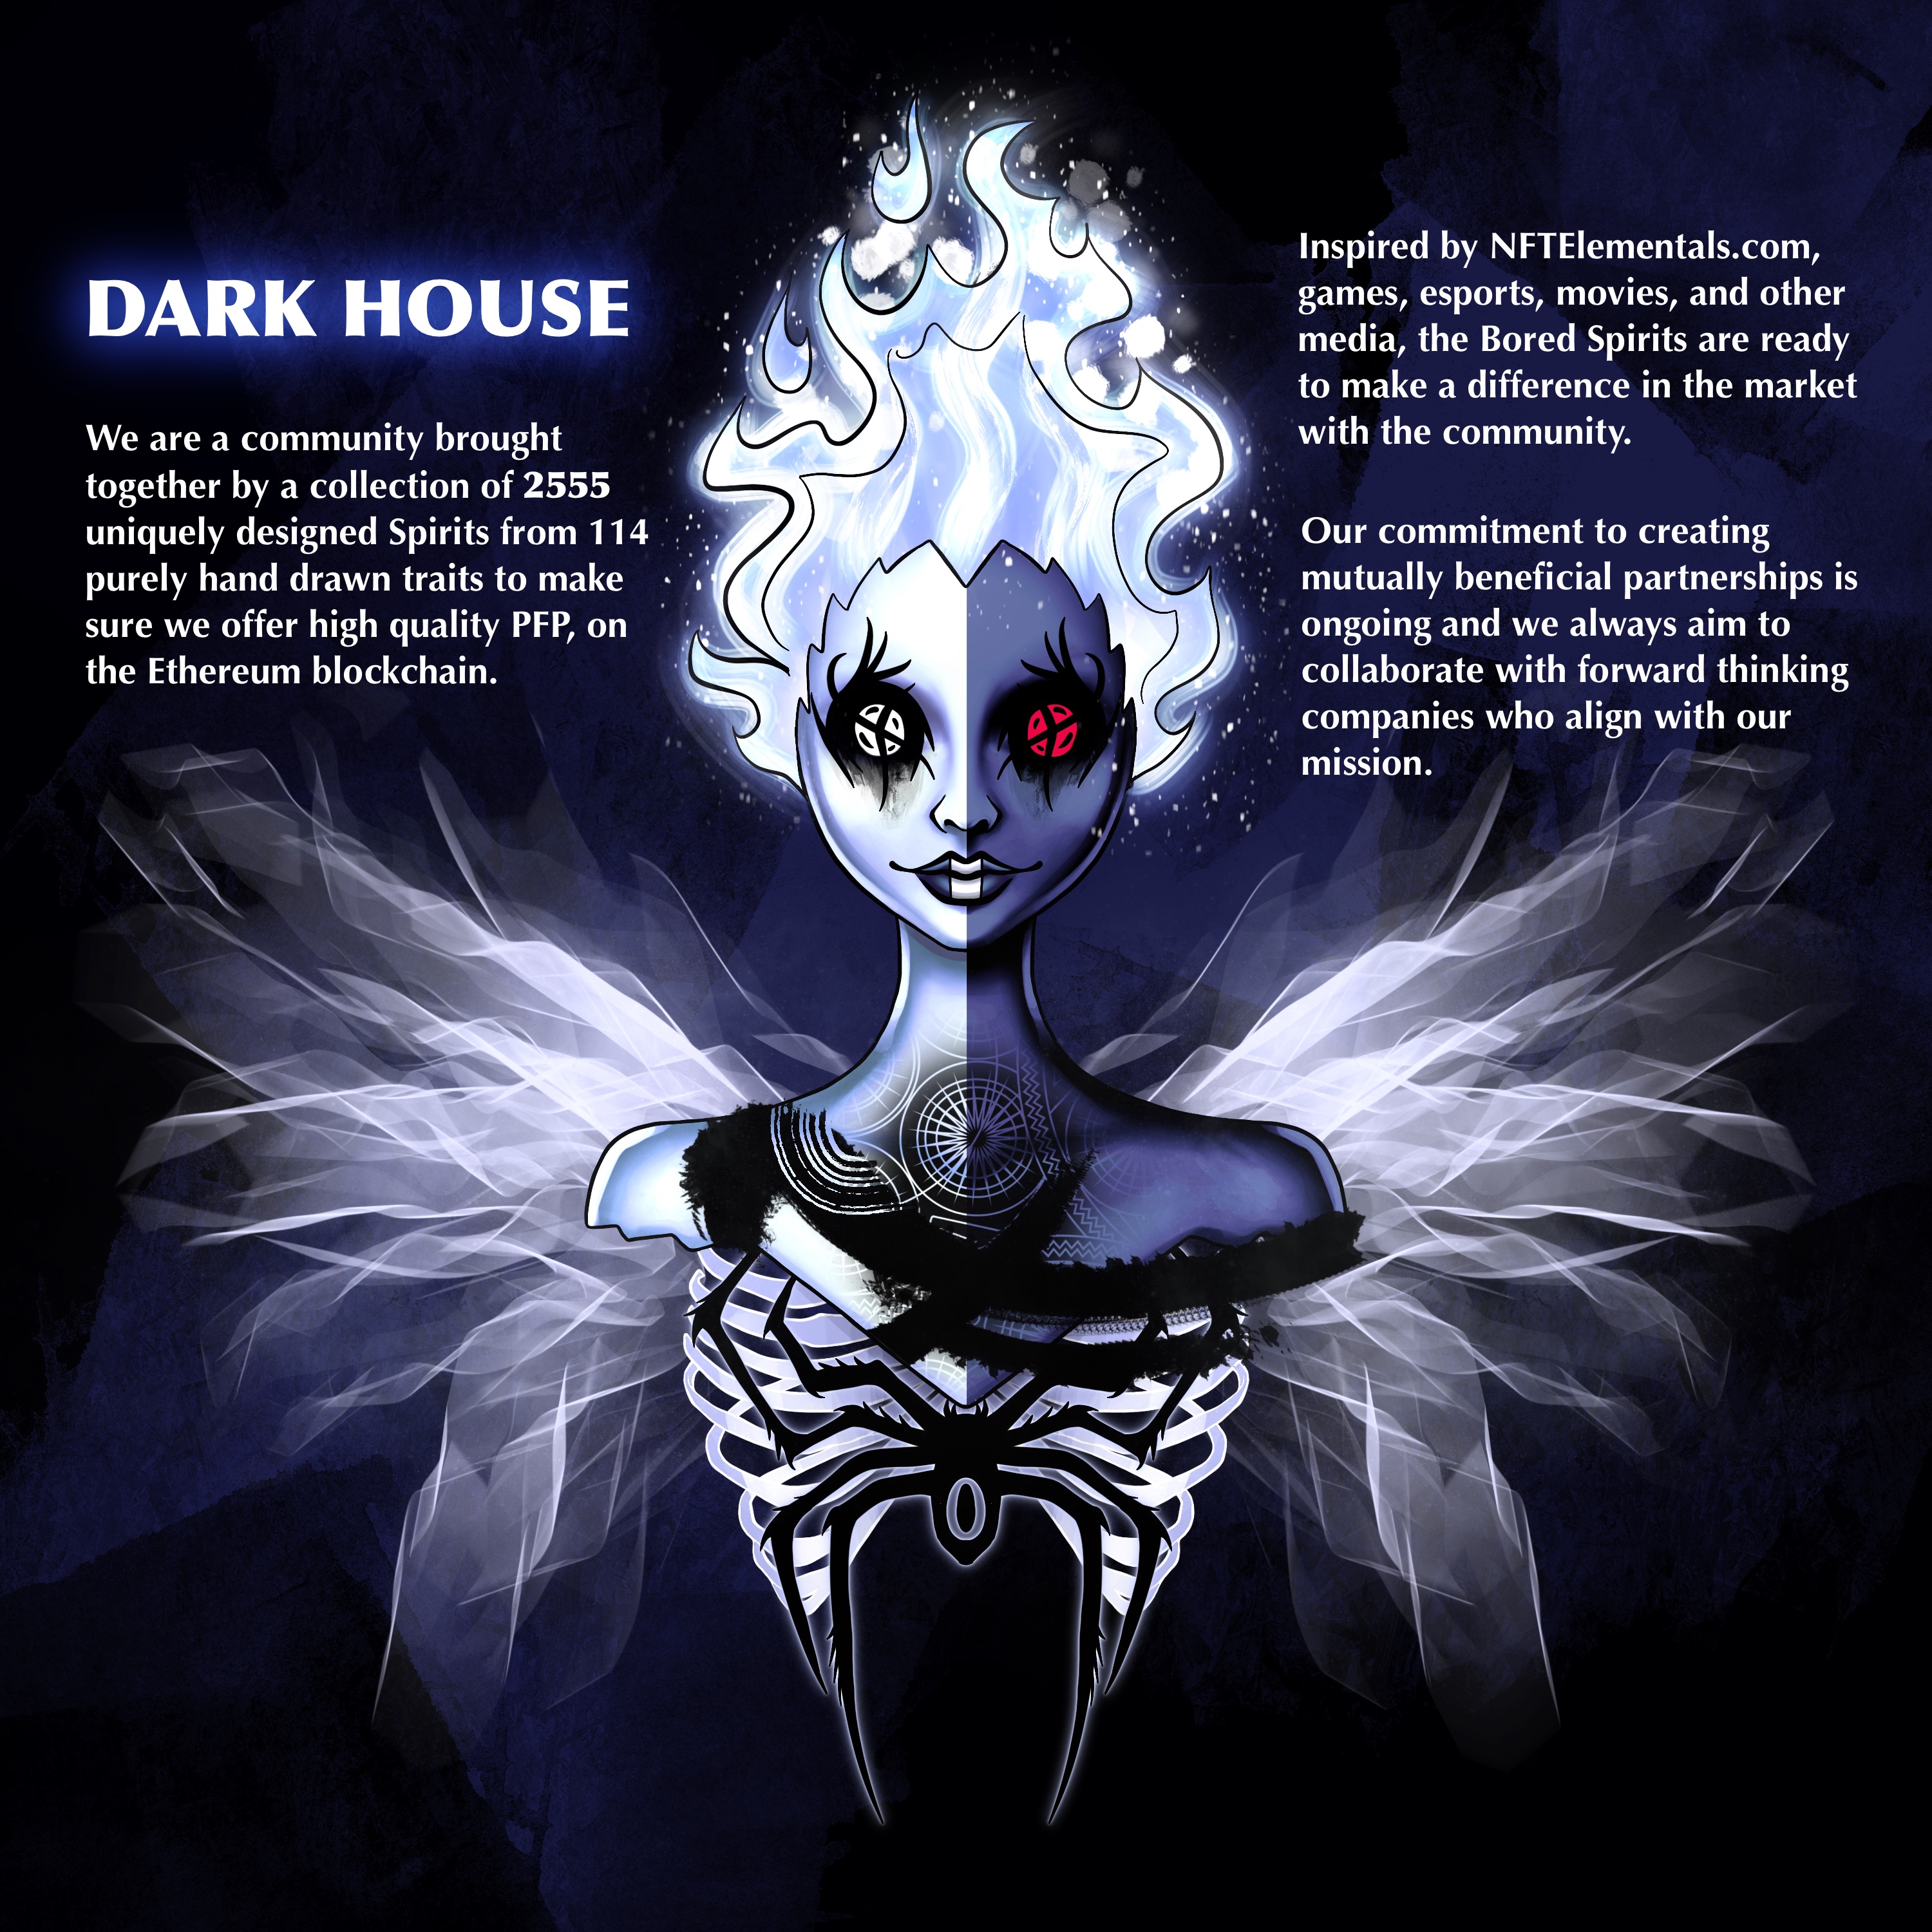 DARK HOUSE
We are a community brought
together by a collection of 2555
uniquely designed Spirits from 114
purely hand drawn traits to make
sure we offer high quality PFP, on
the Ethereum blockchain.
Inspired by NFTElementals.com,
games, esports, movies, and other
media, the Bored Spirits are ready
to make a difference in the market
with the community.
Our commitment to creating
mutually beneficial partnerships is
ongoing and we always aim to
collaborate with forward thinking
companies who align with our
mission.